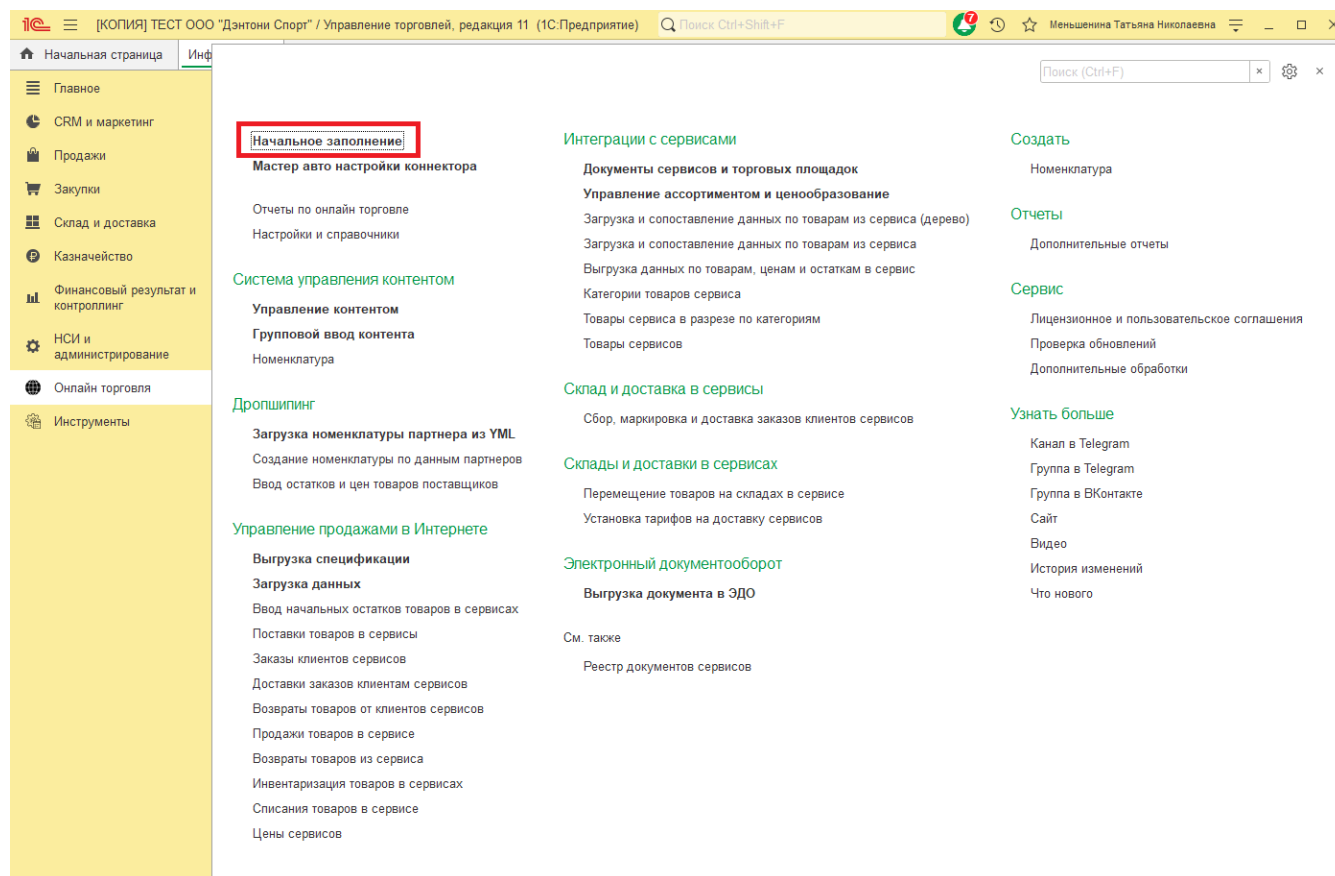 [КОПИЯ] ТЕСТ ООО "Дэнтони Спорт" / Управление торговлей, редакция 11 (1С:Предприятие)
Поиск Ctrl+Shift+F
7
Меньшенина Татьяна Николаевна
Начальная страница
Инф
Поиск (Ctrl+F)
Главное
CRM и маркетинг
Продажи
Закупки
Склад и доставка
Казначейство
Финансовый результат и
контроллинг
НСИ и
администрирование
Онлайн торговля
Инструменты
Начальное заполнение
Мастер авто настройки коннектора
Отчеты по онлайн торговле
Настройки и справочники
Система управления контентом
Управление контентом
Групповой ввод контента
Номенклатура
Дропшипинг
Загрузка номенклатуры партнера из YML
Создание номенклатуры по данным партнеров
Ввод остатков и цен товаров поставщиков
Управление продажами в Интернете
Выгрузка спецификации
Загрузка данных
Ввод начальных остатков товаров в сервисах
Поставки товаров в сервисы
Заказы клиентов сервисов
Доставки заказов клиентам сервисов
Возвраты товаров от клиентов сервисов
Продажи товаров в сервисе
Возвраты товаров из сервиса
Инвентаризация товаров в сервисах
Списания товаров в сервисе
Цены сервисов
Интеграции с сервисами
Документы сервисов и торговых площадок
Управление ассортиментом и ценообразование
Загрузка и сопоставление данных по товарам из сервиса (дерево)
Загрузка и сопоставление данных по товарам из сервиса
Выгрузка данных по товарам, ценам и остаткам в сервис
Категории товаров сервиса
Товары сервиса в разрезе по категориям
Товары сервисов
Склад и доставка в сервисы
Сбор, маркировка и доставка заказов клиентов сервисов
Склады и доставки в сервисах
Перемещение товаров на складах в сервисе
Установка тарифов на доставку сервисов
Электронный документооборот
Выгрузка документа в ЭДО
См. также
Реестр документов сервисов
Создать
Номенклатура
Отчеты
Дополнительные отчеты
Сервис
Лицензионное и пользовательское соглашения
Проверка обновлений
Дополнительные обработки
Узнать больше
Канал в Telegram
Группа в Telegram
Группа в ВКонтакте
Сайт
Видео
История изменений
Что нового